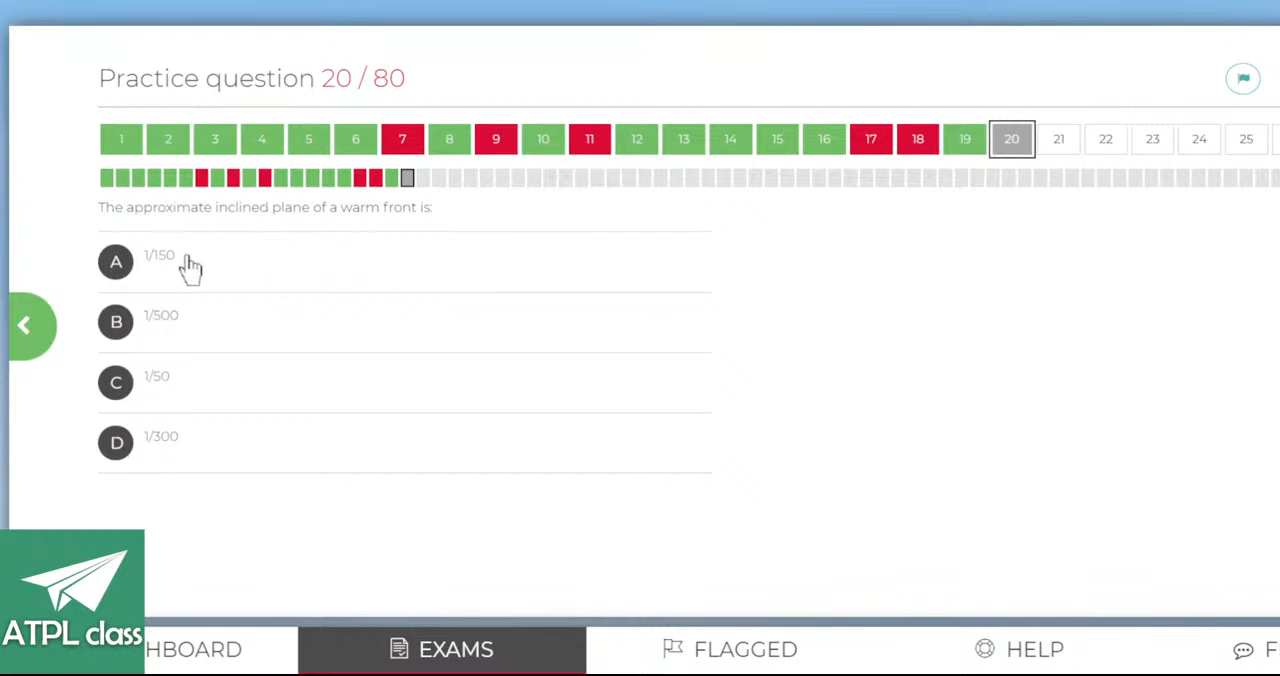 Practice question 20 / 80
1 2 3 4 5 6 7 8 9 10 11 12 13 14 15 16 17 18 19 20 21 22 23 24 25
The approximate inclined plane of a warm front is:
A 1/150
B 1/500
C 1/50
D 1/300
ATPL class
HBOARD EXAMS FLAGGED HELP F